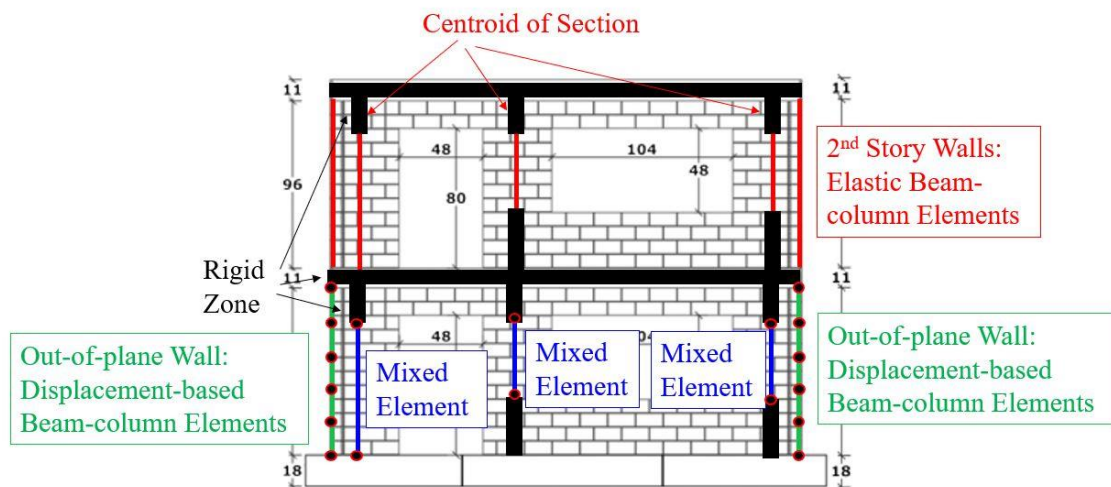 Centroid of Section
11
48
104
48
96
80
2nd Story Walls:
Elastic Beam-
column Elements
Rigid
Zone
11
11
48
Out-of-plane Wall:
Displacement-based
Beam-column Elements
Mixed
Element
Mixed
Element
Mixed
Element
Out-of-plane Wall:
Displacement-based
Beam-column Elements
18
18